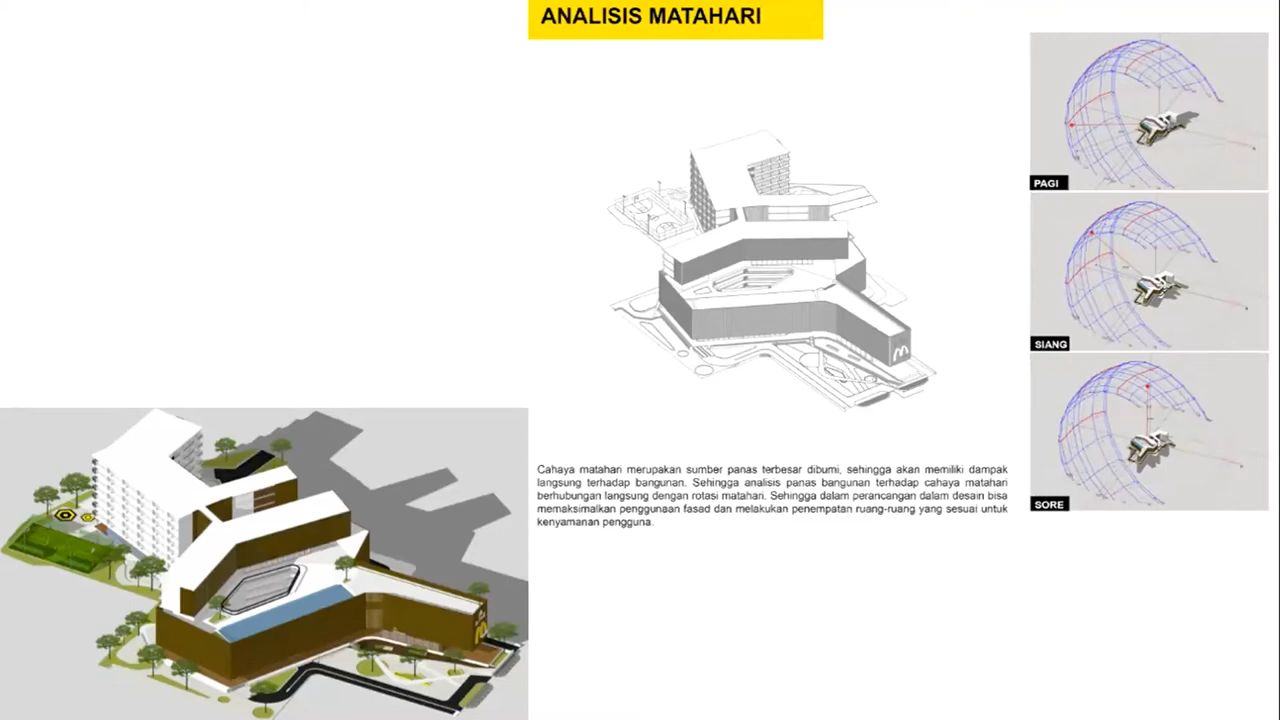 ANALISIS MATAHARI
PAGI
SIANG
SORE
Cahaya matahari merupakan sumber panas terbesar dibumi, sehingga akan memiliki dampak
langsung terhadap bangunan. Sehingga analisis panas bangunan terhadap cahaya matahari
berhubungan langsung dengan rotasi matahari. Sehingga dalam perancangan dalam desain bisa
memaksimalkan penggunaan fasad dan melakukan penempatan ruang-ruang yang sesuai untuk
kenyamanan pengguna.